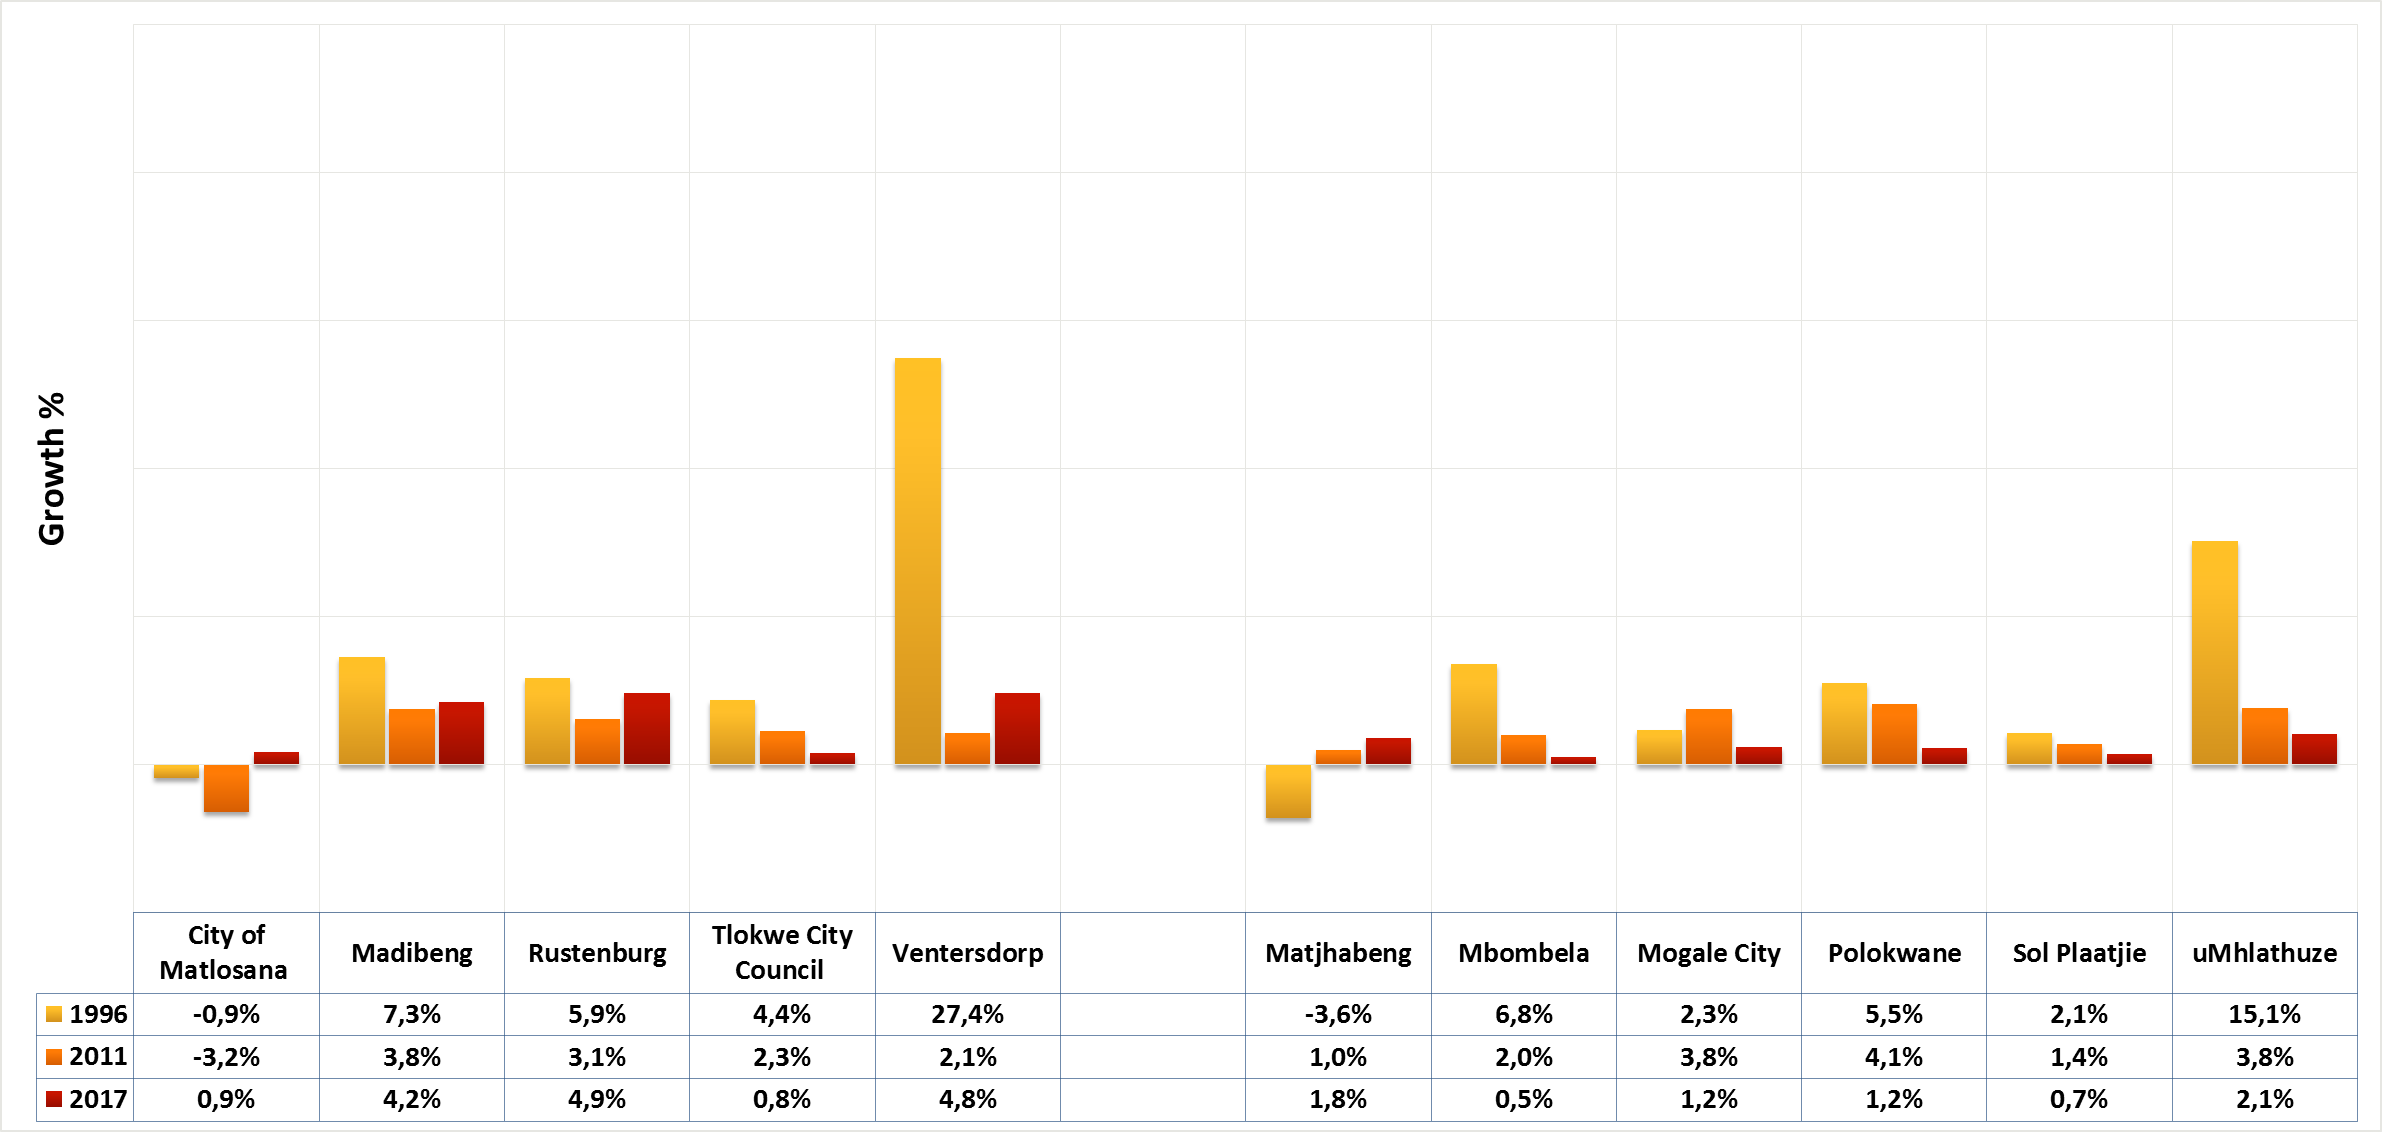 Growth %
City of Matlosana Madibeng Rustenburg Tlokwe City Council Ventersdorp Matjhabeng Mbombela Mogale City Polokwane Sol Plaatjie uMhlathuze
1996 -0,9% 7,3% 5,9% 4,4% 27,4% -3,6% 6,8% 2,3% 5,5% 2,1% 15,1%
2011 -3,2% 3,8% 3,1% 2,3% 2,1% 1,0% 2,0% 3,8% 4,1% 1,4% 3,8%
2017 0,9% 4,2% 4,9% 0,8% 4,8% 1,8% 0,5% 1,2% 1,2% 0,7% 2,1%